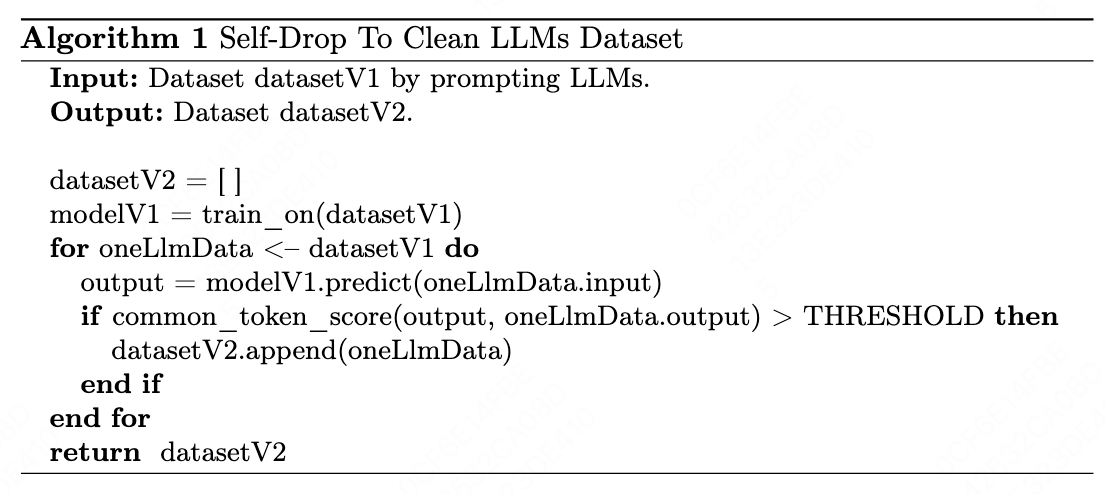 Algorithm 1 Self-Drop To Clean LLMs Dataset
Input: Dataset datasetV1 by prompting LLMs.
Output: Dataset datasetV2.
datasetV2 = [ ]
modelV1 = train_on(datasetV1)
for oneLlmData <– datasetV1 do
output = modelV1.predict(oneLlmData.input)
if common_token_score(output, oneLlmData.output) > THRESHOLD then
datasetV2.append(oneLlmData)
end if
end for
return datasetV2